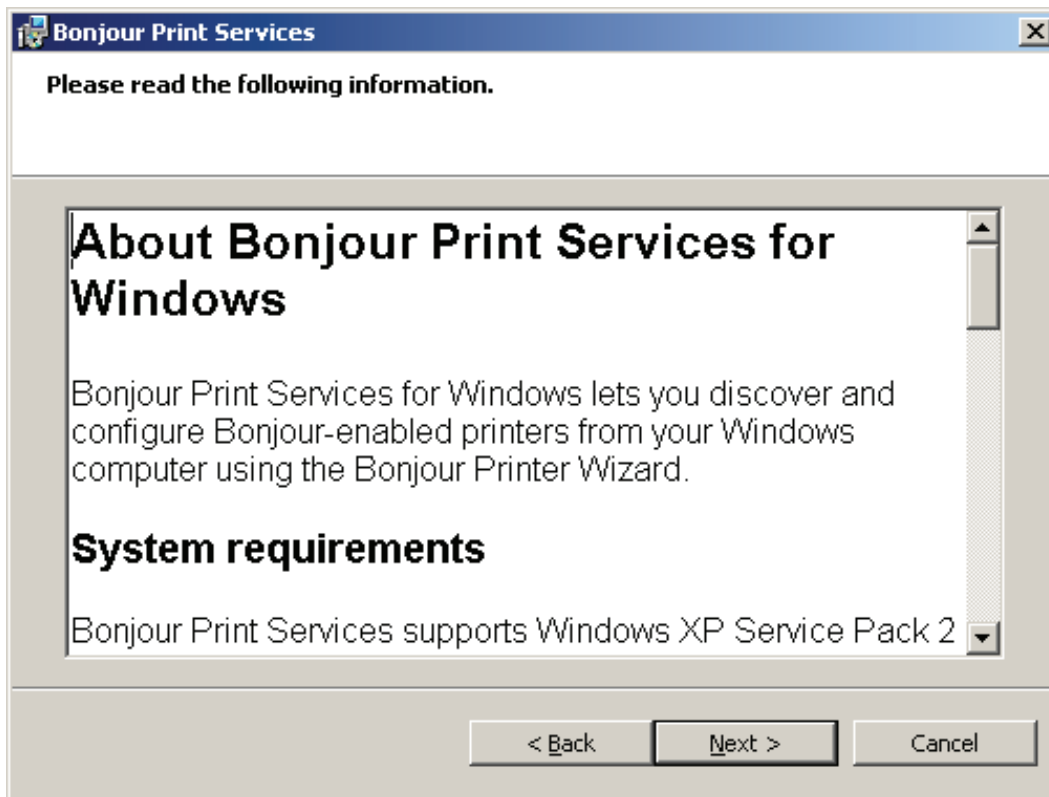 Bonjour Print Services
Please read the following information.
About Bonjour Print Services for
Windows
Bonjour Print Services for Windows lets you discover and
configure Bonjour-enabled printers from your Windows
computer using the Bonjour Printer Wizard.
System requirements
Bonjour Print Services supports Windows XP Service Pack 2
< Back Next > Cancel